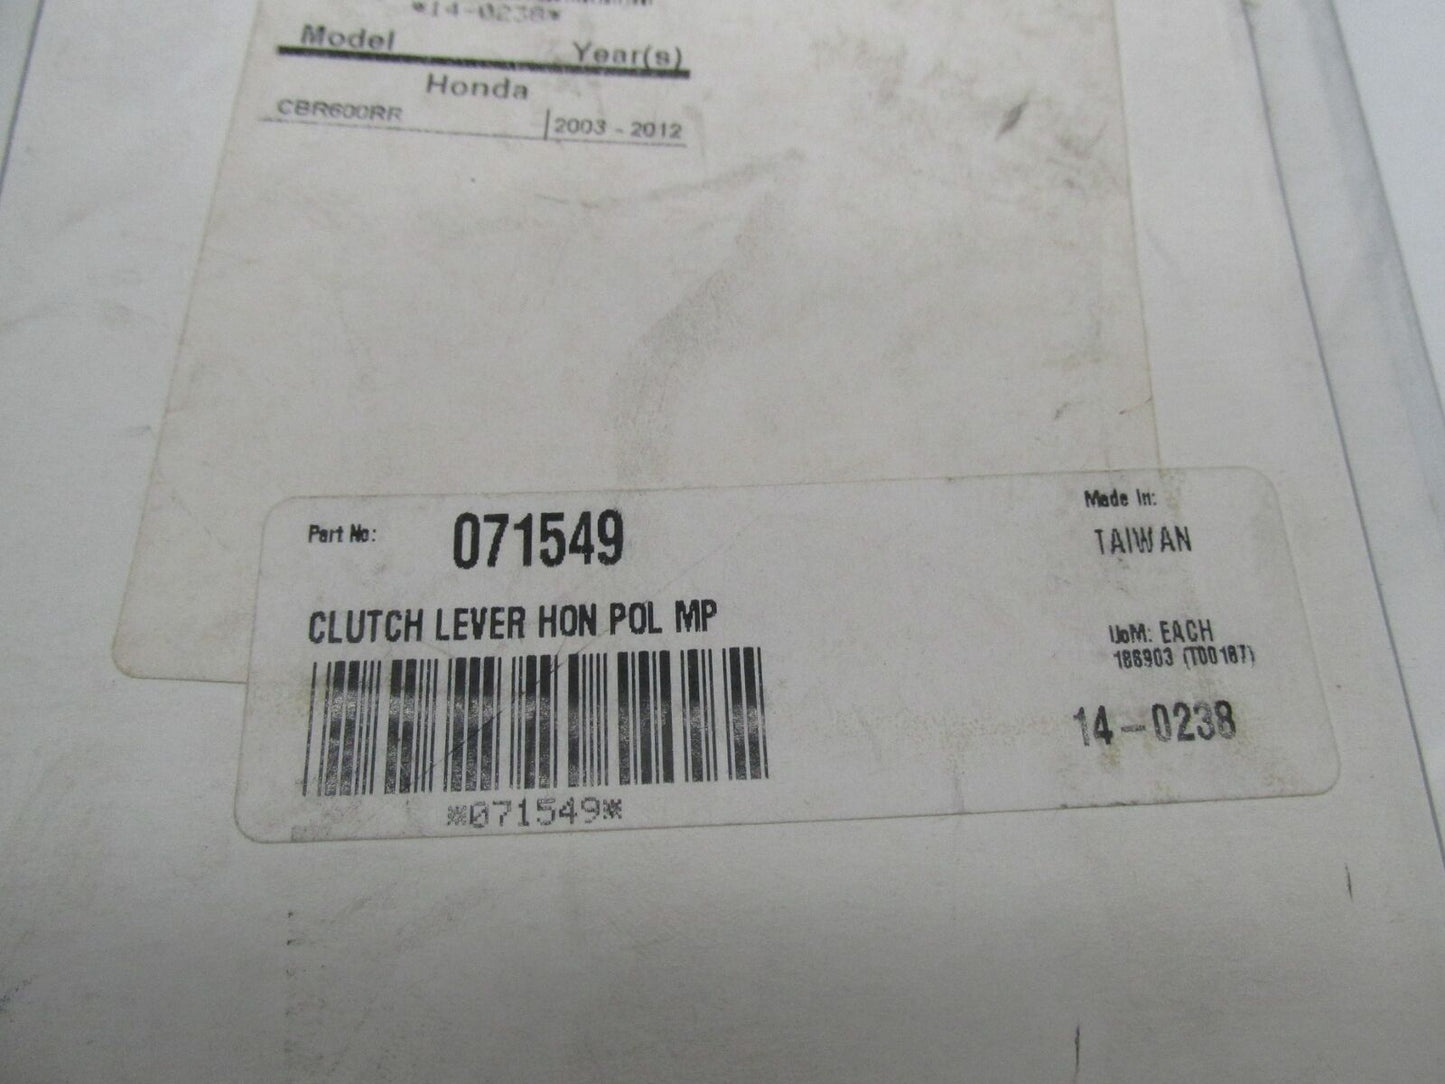 *14-0238*
Model Year(s)
Honda
CBR600RR 2003 - 2012
Part No: 071549
Made In:
TAIWAN
CLUTCH LEVER HON POL MP
UoM: EACH
186903 (T00167)
14-0238
*071549*